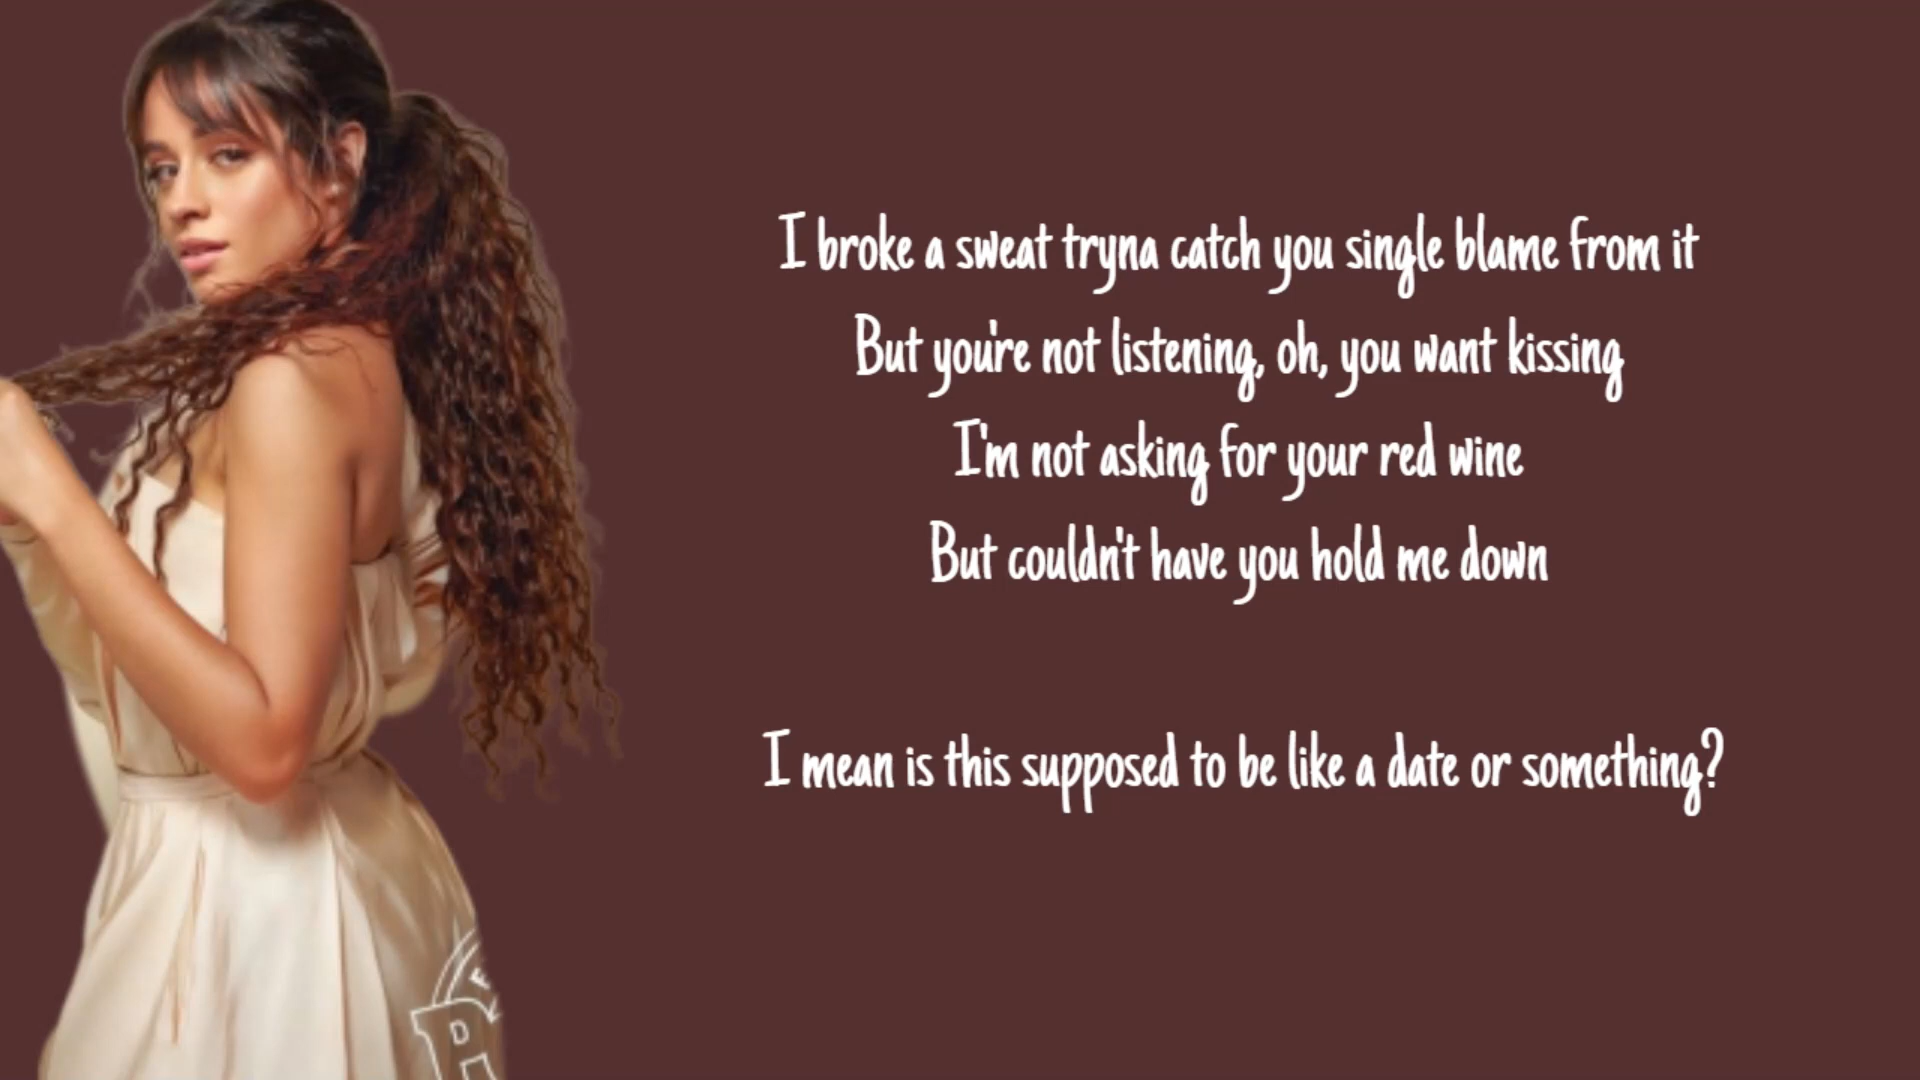 I broke a sweat tryna catch you single blame from it
But you're not listening, oh, you want kissing
I'm not asking for your red wine
But couldn't have you hold me down
I mean is this supposed to be like a date or something?